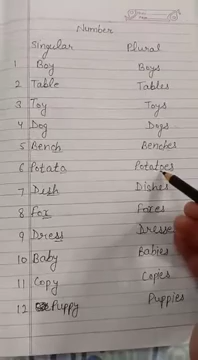 Number
Singular Plural
1 Boy Boys
2 Table Tables
3 Toy Toys
4 Dog Dogs
5 Bench Benches
6 Potato Potatoes
7 Dish Dishes
8 Fox Foxes
9 Dress Dresses
10 Baby Babies
11 Copy Copies
12 Puppy Puppies